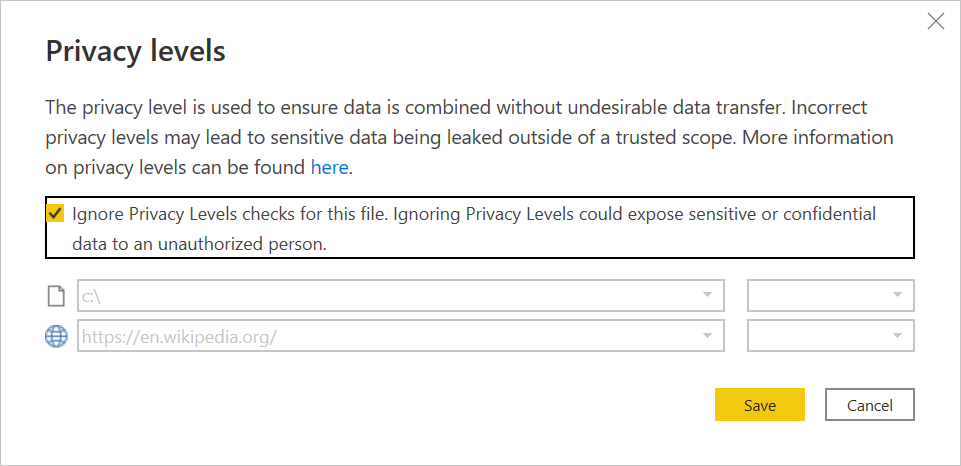 Privacy levels
The privacy level is used to ensure data is combined without undesirable data transfer. Incorrect
privacy levels may lead to sensitive data being leaked outside of a trusted scope. More information
on privacy levels can be found here.
Ignore Privacy Levels checks for this file. Ignoring Privacy Levels could expose sensitive or confidential
data to an unauthorized person.
c:\
https://en.wikipedia.org/
Save Cancel